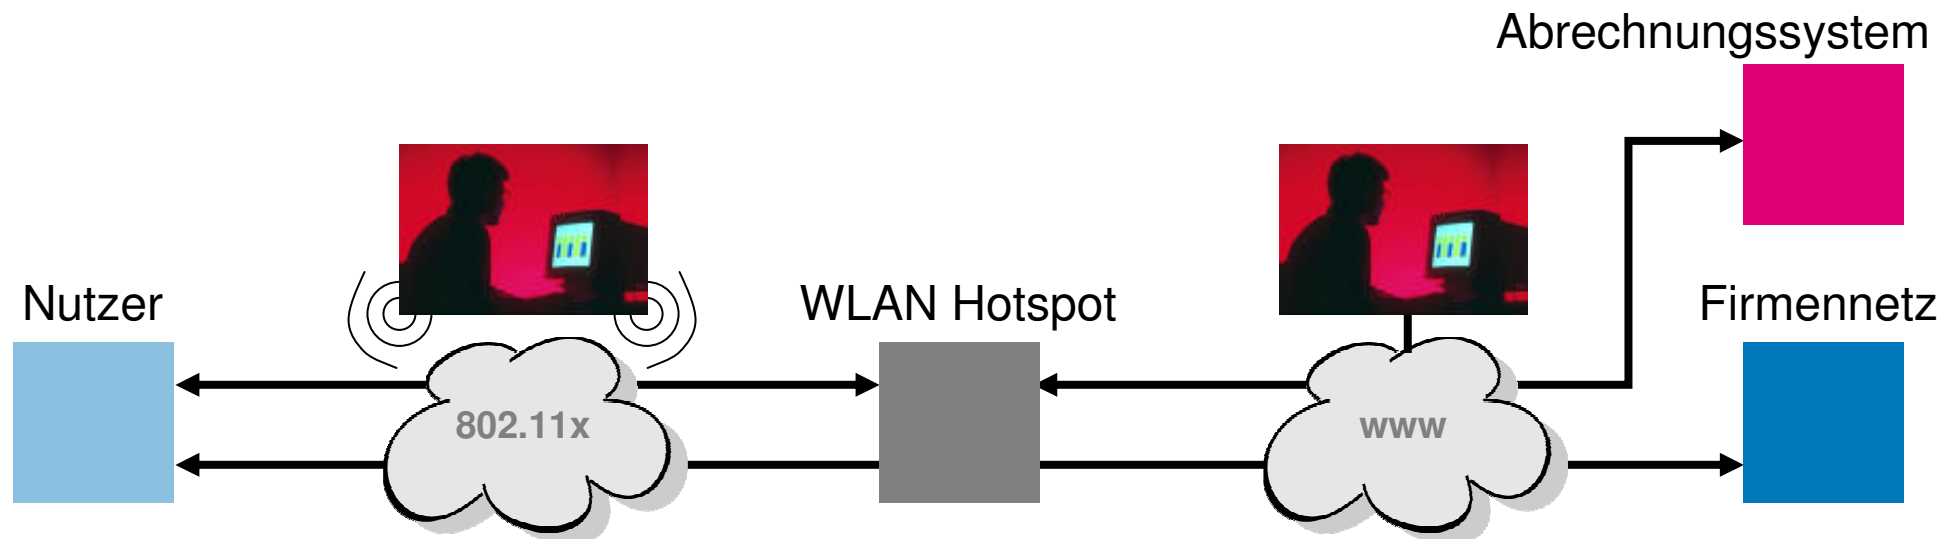 Abrechnungssystem
Nutzer
WLAN Hotspot
Firmennetz
802.11x
www